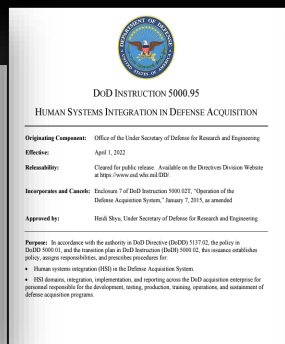 DEPARTMENT OF DEFENSE
UNITED STATES OF AMERICA
DOD INSTRUCTION 5000.95
HUMAN SYSTEMS INTEGRATION IN DEFENSE ACQUISITION
Originating Component: Office of the Under Secretary of Defense for Research and Engineering
Effective: April 1, 2022
Releasability: Cleared for public release. Available on the Directives Division Website
at https://www.esd.whs.mil/DD/
Incorporates and Cancels: Enclosure 7 of DoD Instruction 5000.02T, "Operation of the
Defense Acquisition System," January 7, 2015, as amended
Approved by: Heidi Shyu, Under Secretary of Defense for Research and Engineering
Purpose: In accordance with the authority in DoD Directive (DoDD) 5137.02, the policy in
DoDD 5000.01, and the transition plan in DoD Instruction (DoDI) 5000.02, this issuance establishes
policy, assigns responsibilities, and prescribes procedures for:
• Human systems integration (HSI) in the Defense Acquisition System.
• HSI domains, integration, implementation, and reporting across the DoD acquisition enterprise for
personnel responsible for the development, testing, production, training, operations, and sustainment of
defense acquisition programs.